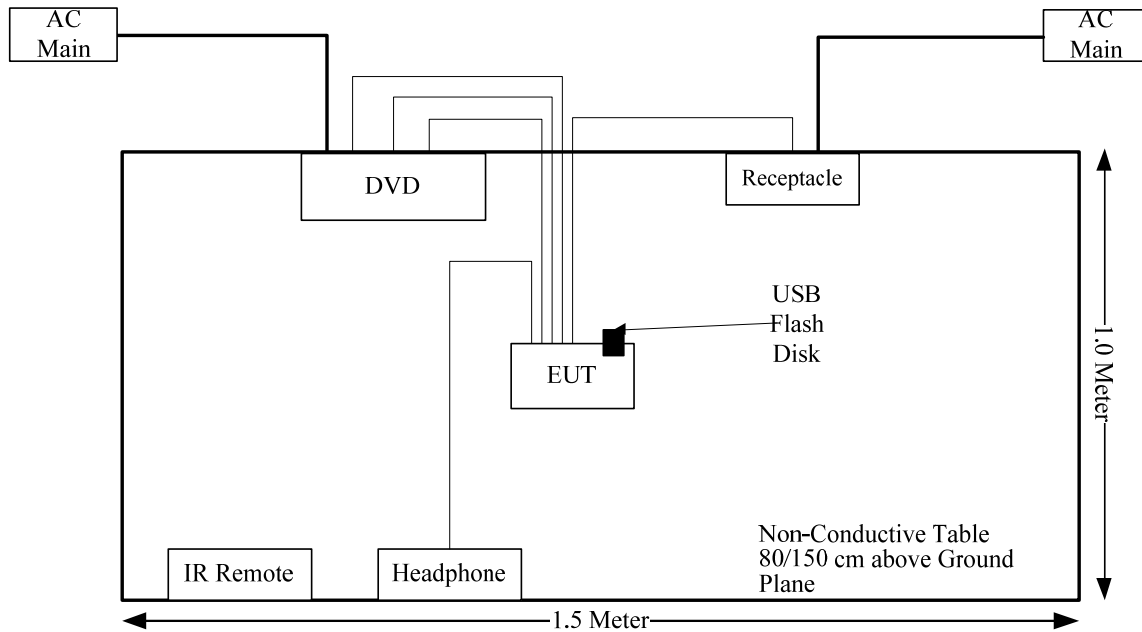 AC
Main
AC
Main
DVD
Receptacle
USB
Flash
Disk
EUT
1.0 Meter
Non-Conductive Table
80/150 cm above Ground
Plane
IR Remote
Headphone
1.5 Meter